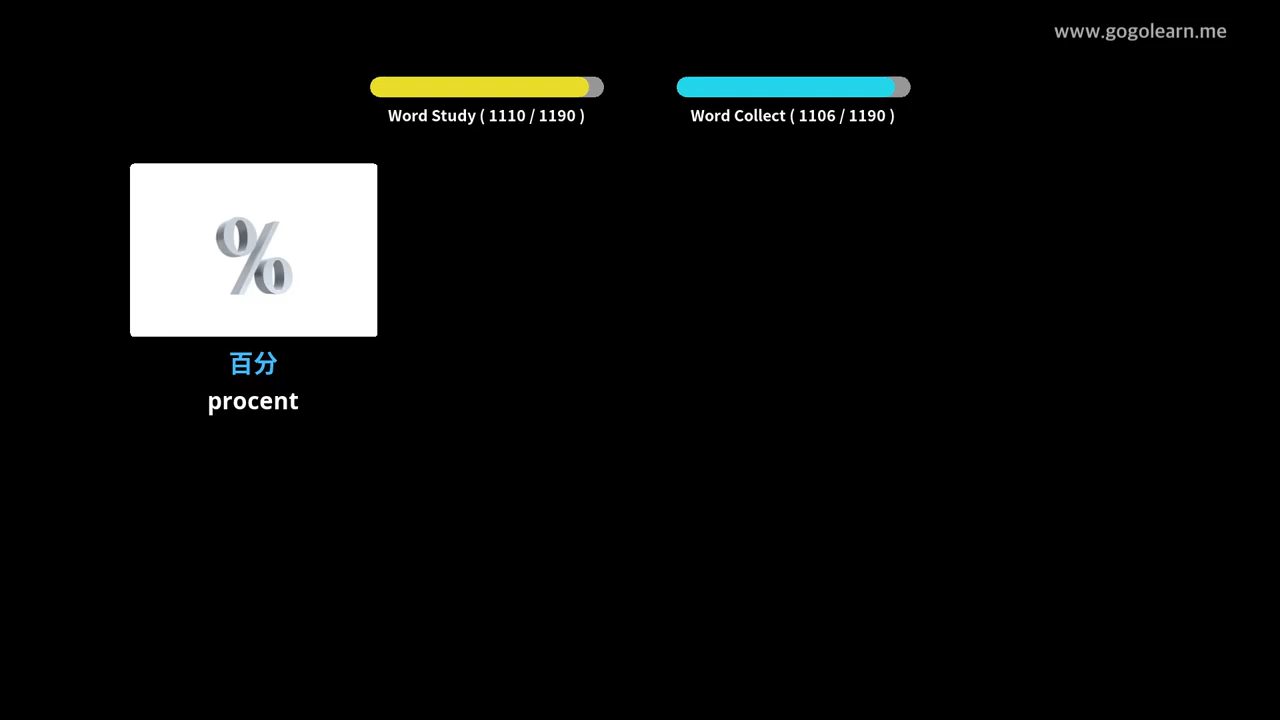 www.gogolearn.me
Word Study ( 1110 / 1190 )
Word Collect ( 1106 / 1190 )
%
百分
procent